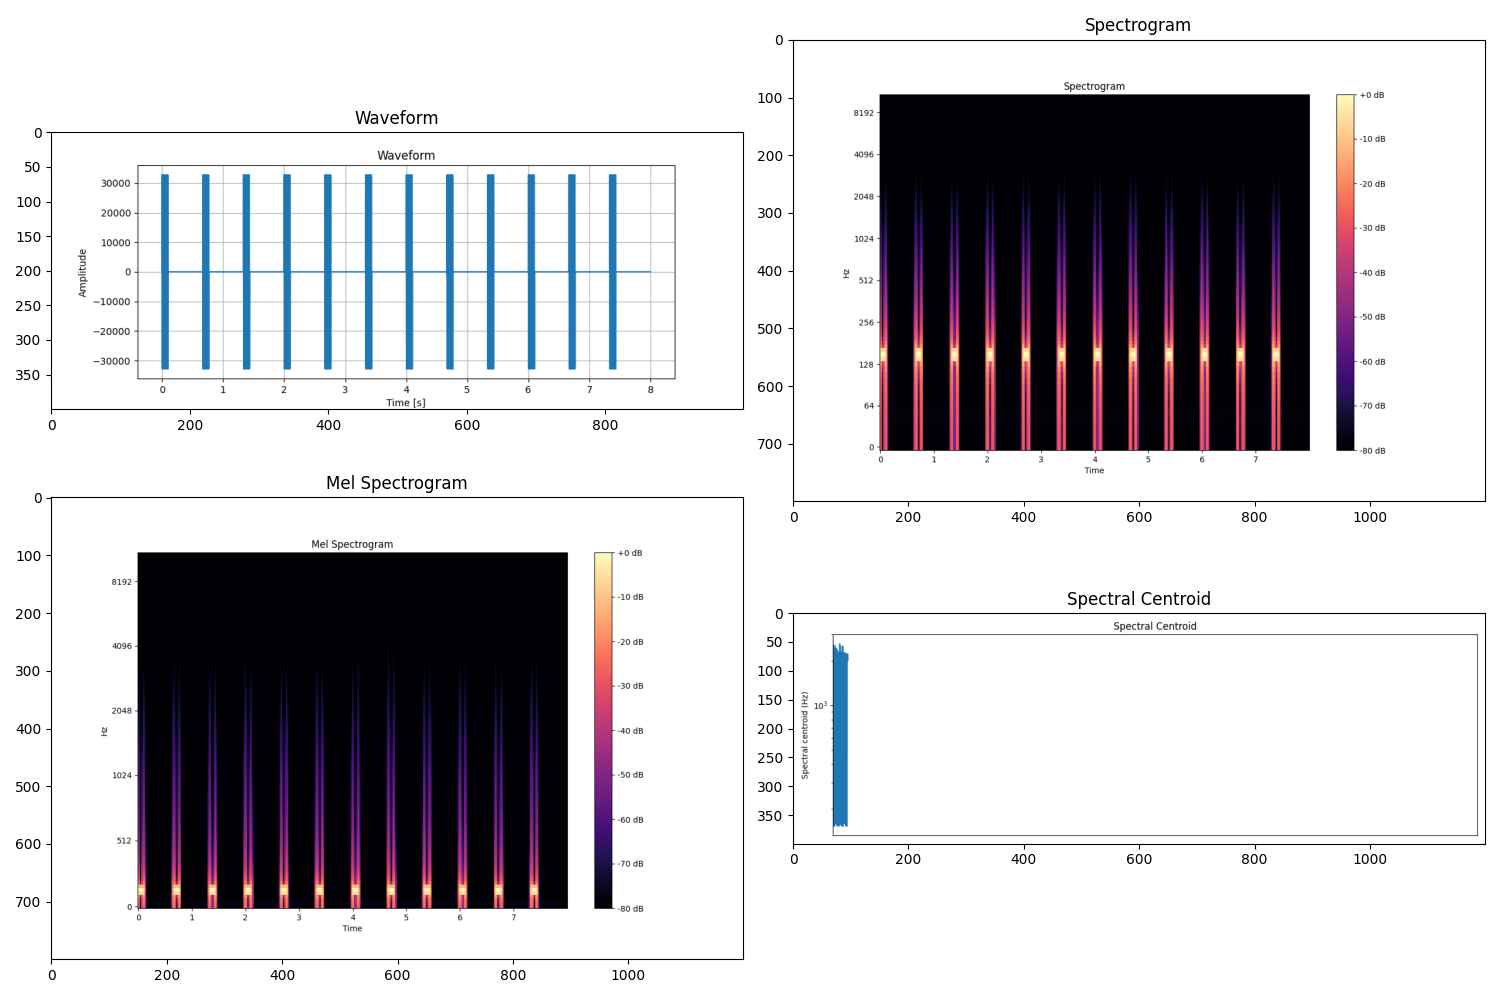 Waveform
0
50
100
150
200
250
300
350
Waveform
30000
20000
10000
0
−10000
−20000
−30000
Amplitude
0 1 2 3 4 5 6 7 8
Time [s]
0 200 400 600 800
Spectrogram
0
100
200
300
400
500
600
700
Spectrogram
8192
4096
2048
1024
512
256
128
64
0
Hz
0 1 2 3 4 5 6 7
Time
+0 dB
-10 dB
-20 dB
-30 dB
-40 dB
-50 dB
-60 dB
-70 dB
-80 dB
0 200 400 600 800 1000
Mel Spectrogram
0
100
200
300
400
500
600
700
Mel Spectrogram
8192
4096
2048
1024
512
0
Hz
0 1 2 3 4 5 6 7
Time
+0 dB
-10 dB
-20 dB
-30 dB
-40 dB
-50 dB
-60 dB
-70 dB
-80 dB
0 200 400 600 800 1000
Spectral Centroid
0
50
100
150
200
250
300
350
Spectral Centroid
Spectral centroid (Hz)
10³
0 200 400 600 800 1000